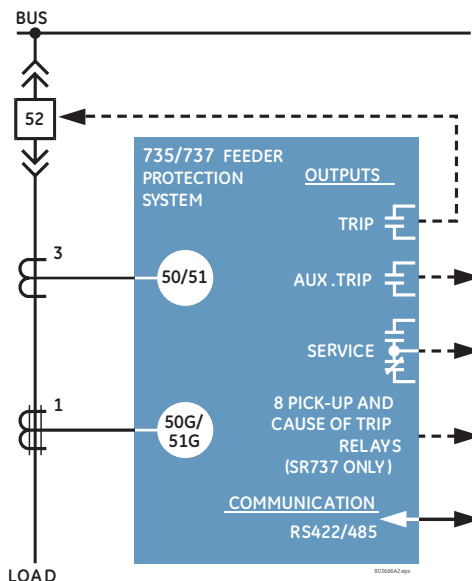 BUS
52
735/737 FEEDER
PROTECTION
SYSTEM
OUTPUTS
TRIP
3
50/51
AUX.TRIP
SERVICE
1
50G/
51G
8 PICK-UP AND
CAUSE OF TRIP
RELAYS
(SR737 ONLY)
COMMUNICATION
RS422/485
LOAD
803666AZ.eps